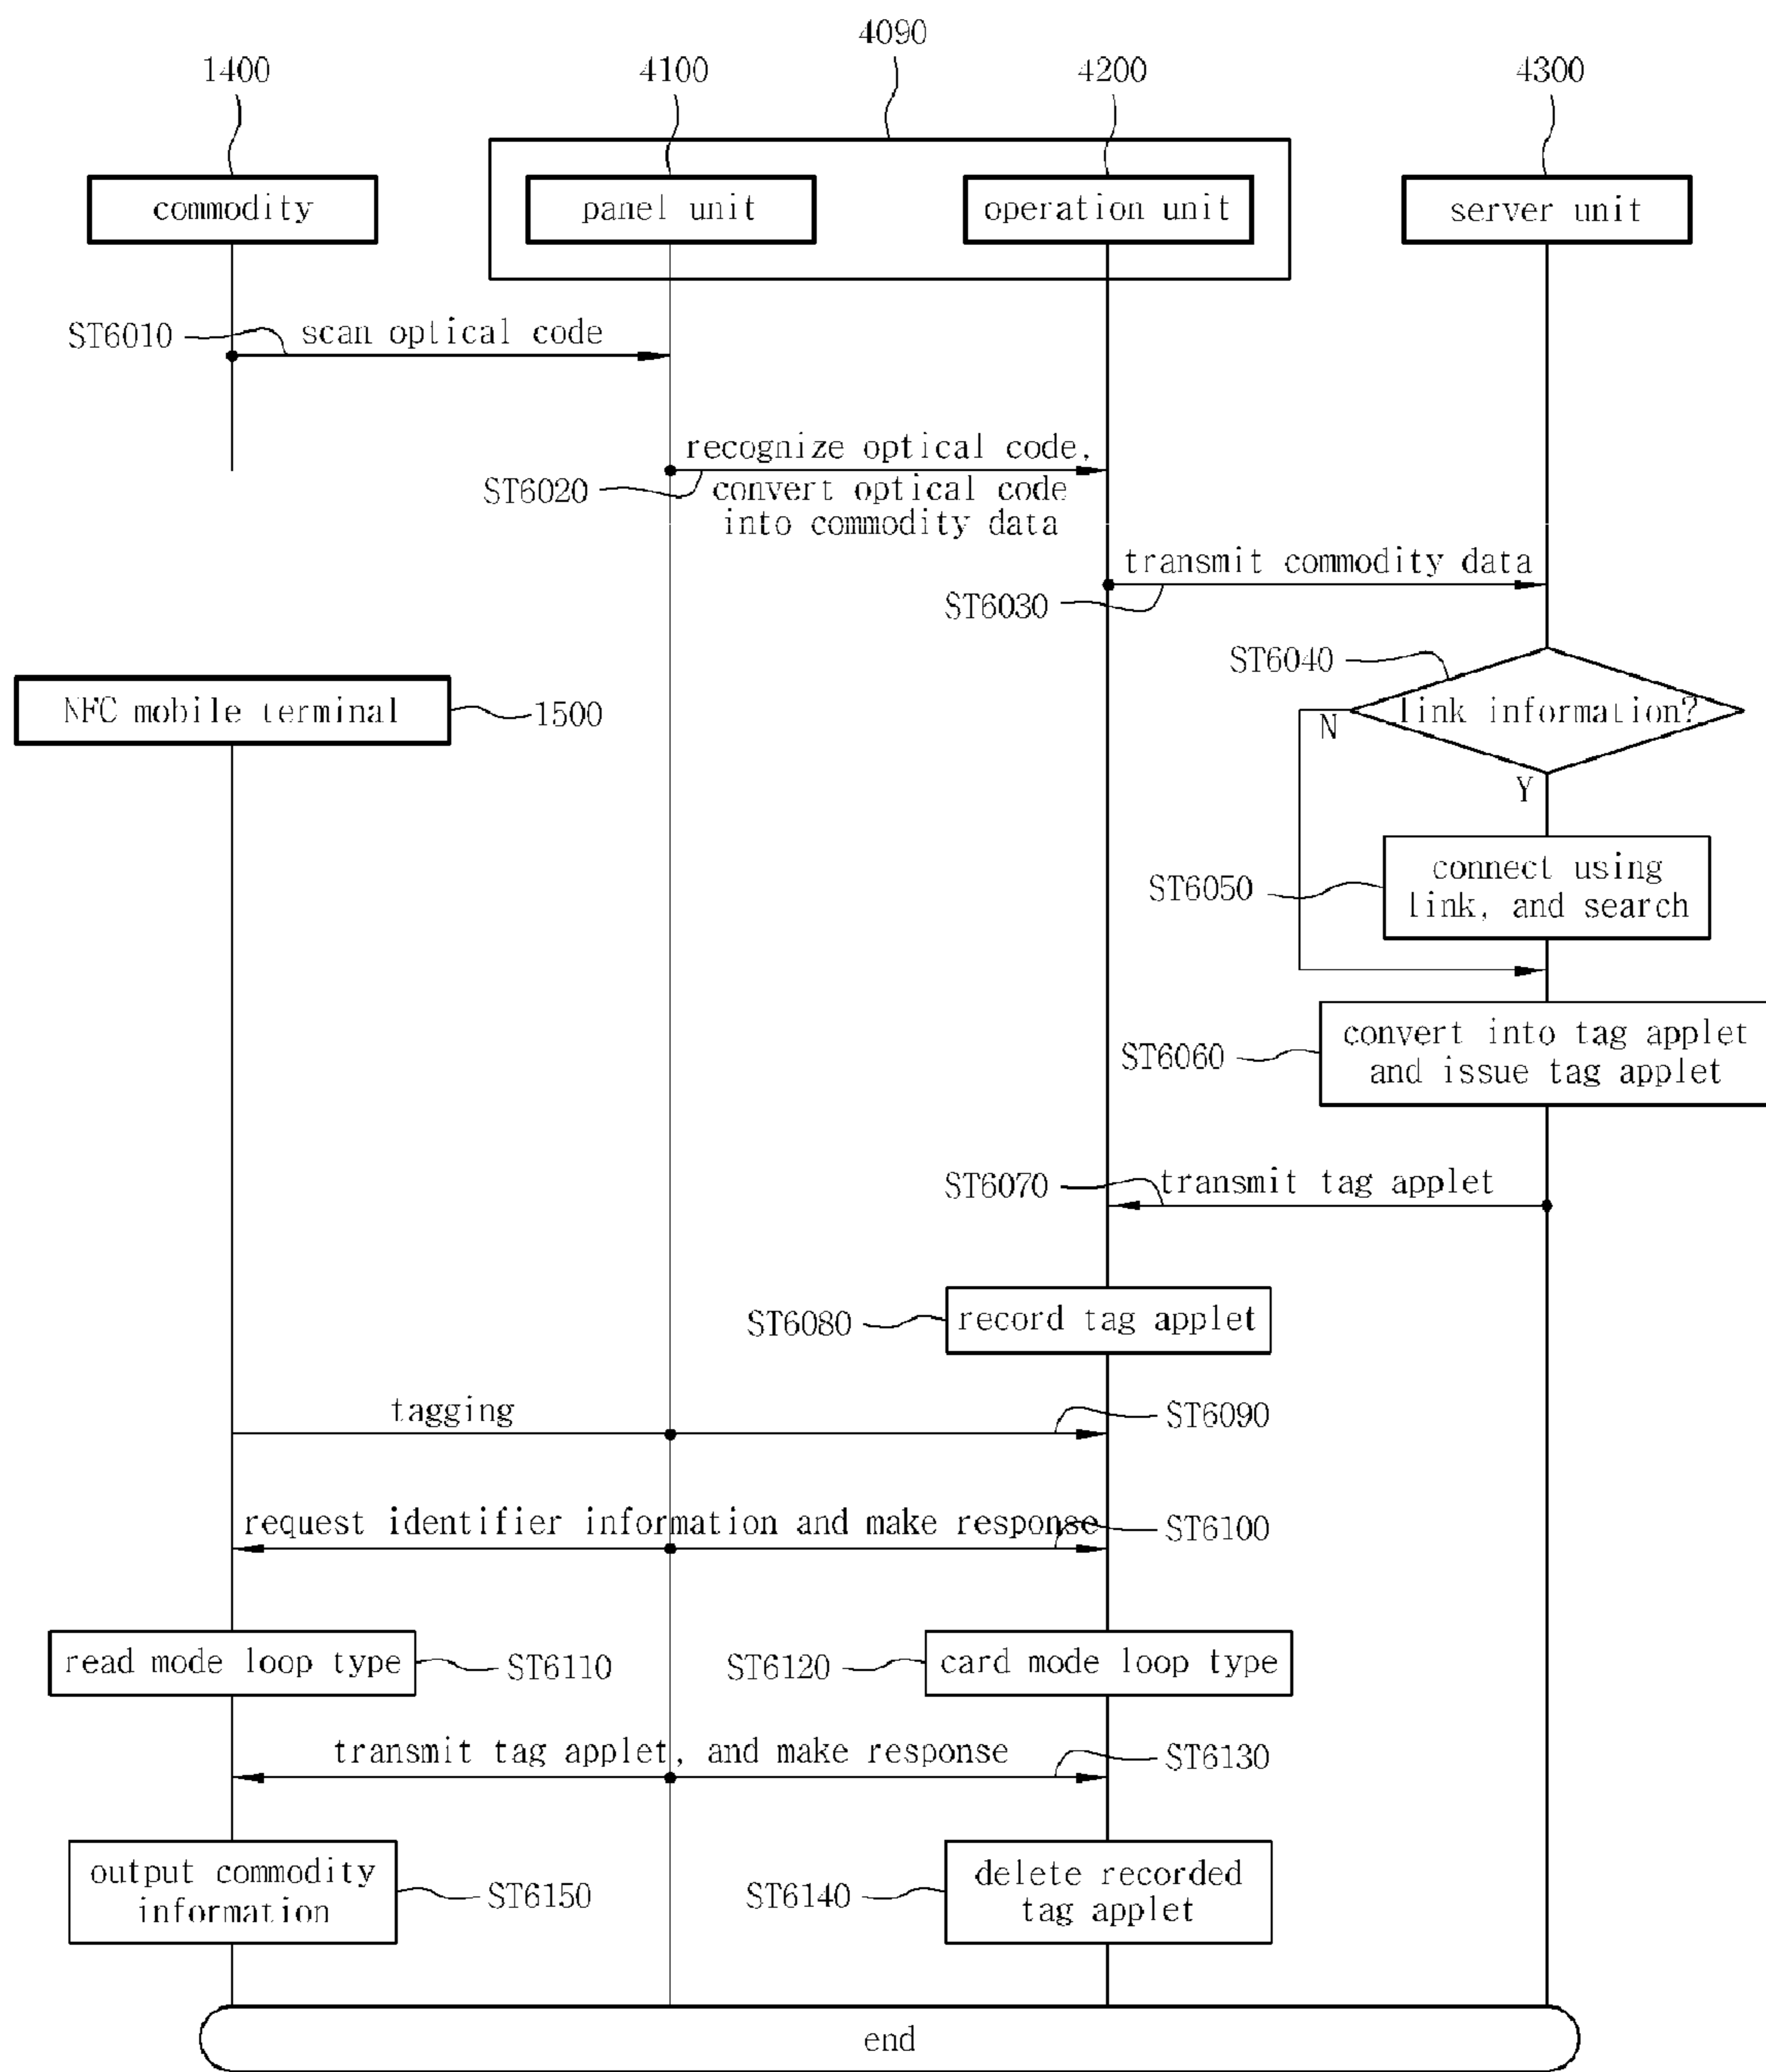 4090
1400
4100
4200
4300
commodity
panel unit
operation unit
server unit
ST6010
scan optical code
recognize optical code,
ST6020
convert optical code
into commodity data
transmit commodity data
ST6030
ST6040
NFC mobile terminal
1500
link information?
N
Y
ST6050
connect using
link, and search
ST6060
convert into tag applet
and issue tag applet
ST6070
transmit tag applet
ST6080
record tag applet
tagging
ST6090
request identifier information and make response
ST6100
read mode loop type
ST6110
ST6120
card mode loop type
transmit tag applet, and make response
ST6130
output commodity
information
ST6150
ST6140
delete recorded
tag applet
end